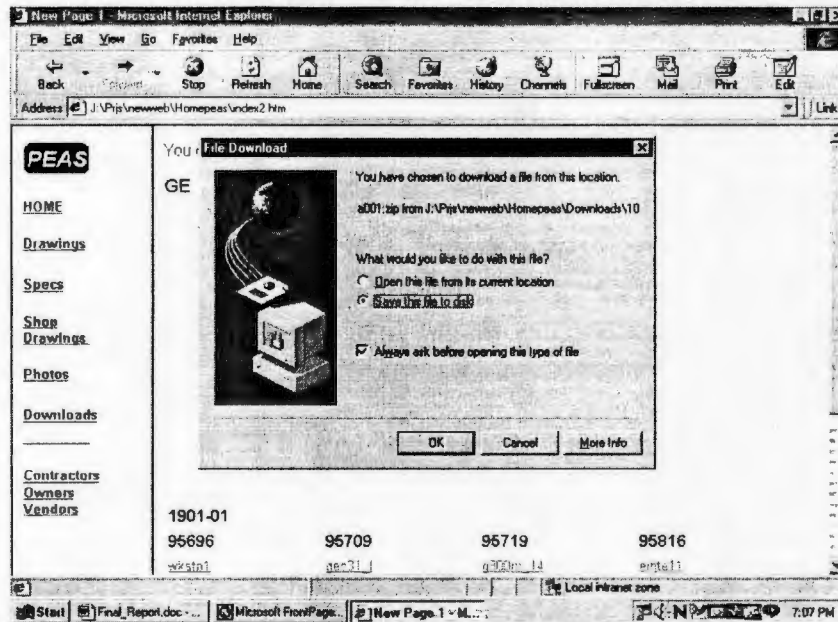 New Page 1 - Microsoft Internet Explorer
File Edit View Go Favorites Help
Back Forward Stop Refresh Home Search Favorites History Channels Fullscreen Mail Print Edit
Address J:\Prjs\newweb\Homepeas\index2.htm Link
PEAS
HOME
Drawings
Specs
Shop
Drawings
Photos
Downloads
Contractors
Owners
Vendors
You
GE
File Download
You have chosen to download a file from this location.
a001.zip from J:\Prjs\newweb\Homepeas\Downloads\10
What would you like to do with this file?
Open this file from its current location
Save this file to disk
Always ask before opening this type of file
OK Cancel More Info
1901-01
95696 95709 95719 95816
wkstn1
Local intranet zone
Start Final_Report.doc - ... Microsoft FrontPage... New Page 1 - M... 7:07 PM